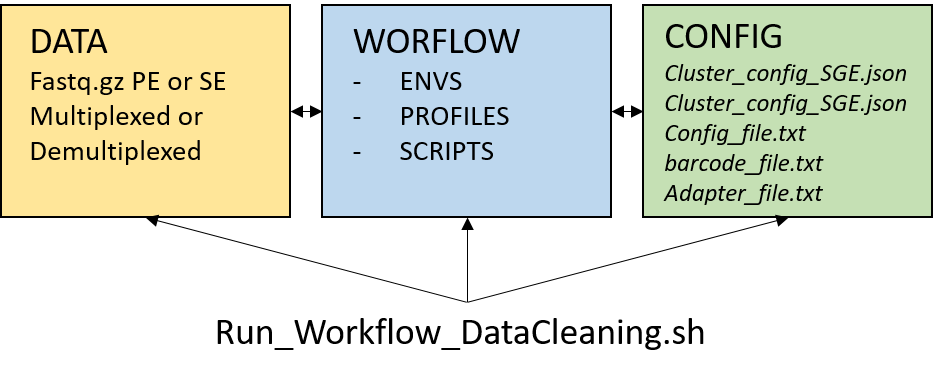 DATA
Fastq.gz PE or SE
Multiplexed or
Demultiplexed
WORFLOW
- ENVS
- PROFILES
- SCRIPTS
CONFIG
Cluster_config_SGE.json
Cluster_config_SGE.json
Config_file.txt
barcode_file.txt
Adapter_file.txt
Run_Workflow_DataCleaning.sh